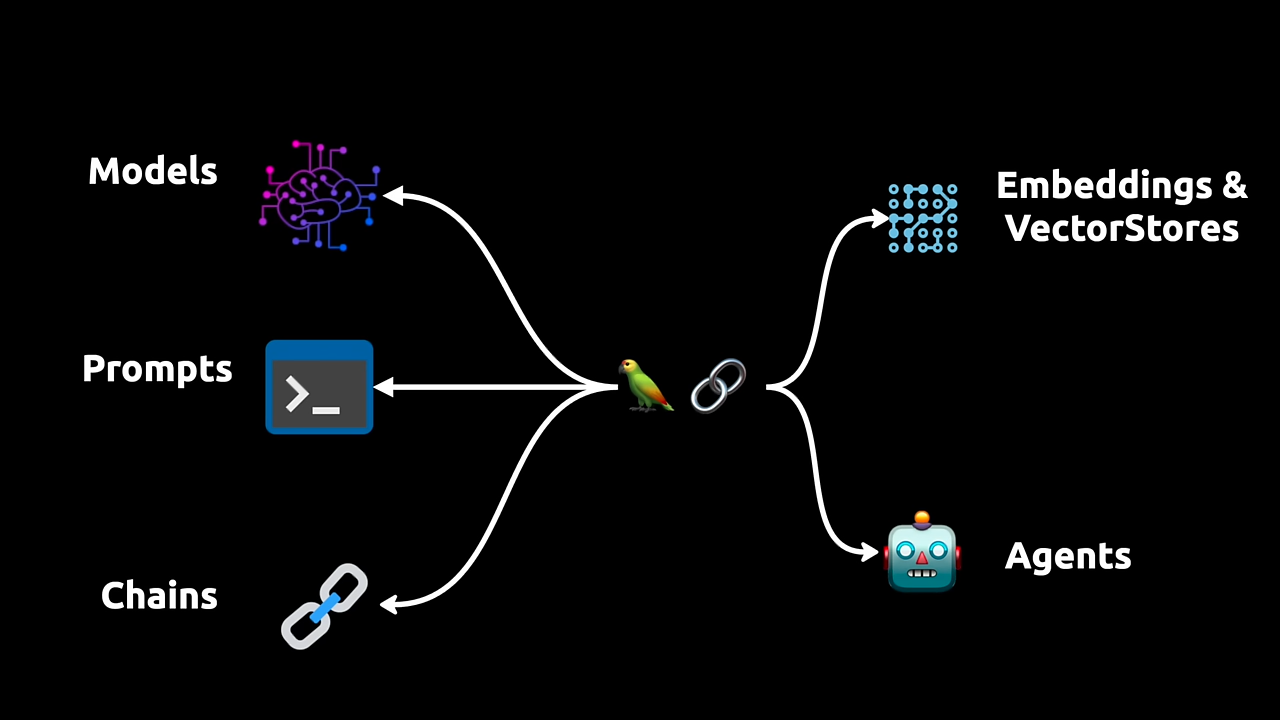 Models
Prompts
Chains
Embeddings &
VectorStores
Agents